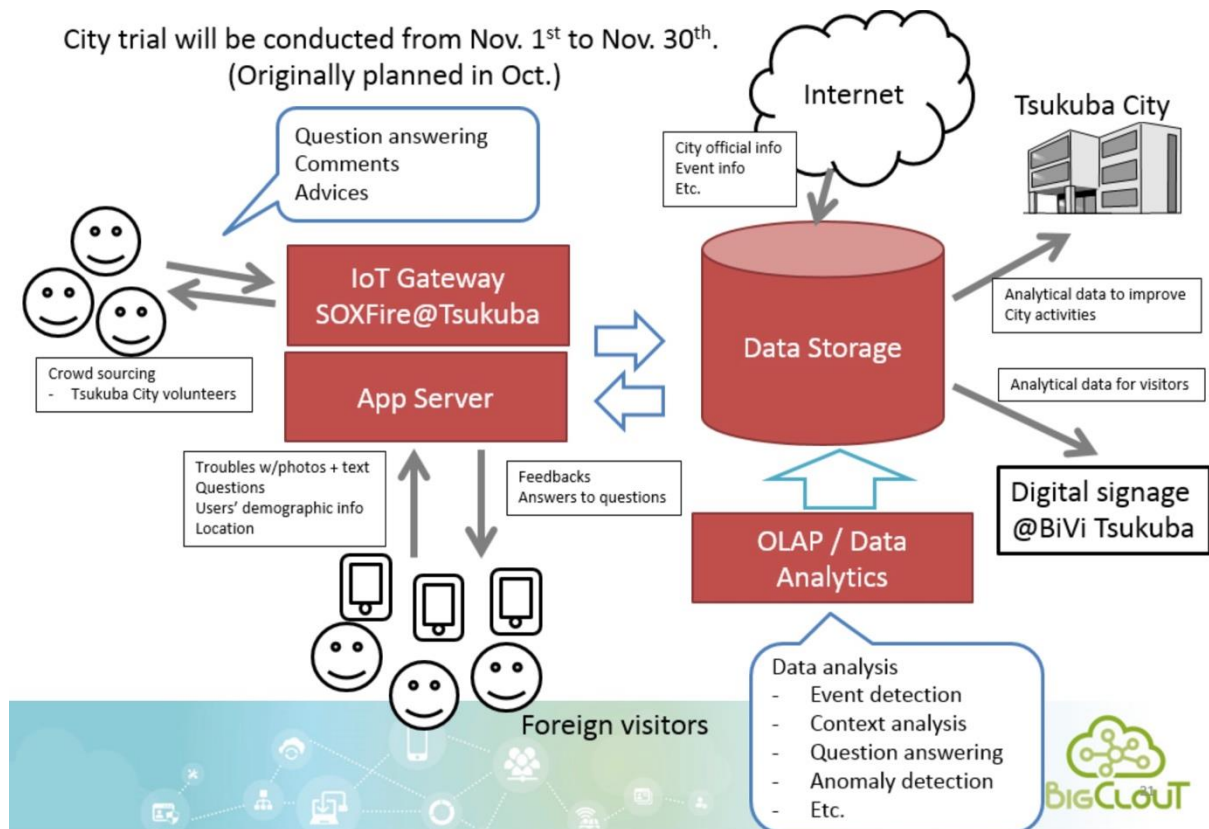 City trial will be conducted from Nov. 1st to Nov. 30th.
(Originally planned in Oct.)
Question answering
Comments
Advices
Internet
City official info
Event info
Etc.
Tsukuba City
IoT Gateway
SOXFire@Tsukuba
App Server
Data Storage
Analytical data to improve
City activities
Analytical data for visitors
Crowd sourcing
- Tsukuba City volunteers
Troubles w/photos + text
Questions
Users' demographic info
Location
Feedbacks
Answers to questions
Digital signage
@BiVi Tsukuba
OLAP / Data
Analytics
Data analysis
- Event detection
- Context analysis
- Question answering
- Anomaly detection
- Etc.
Foreign visitors
BIGCLOUT
21